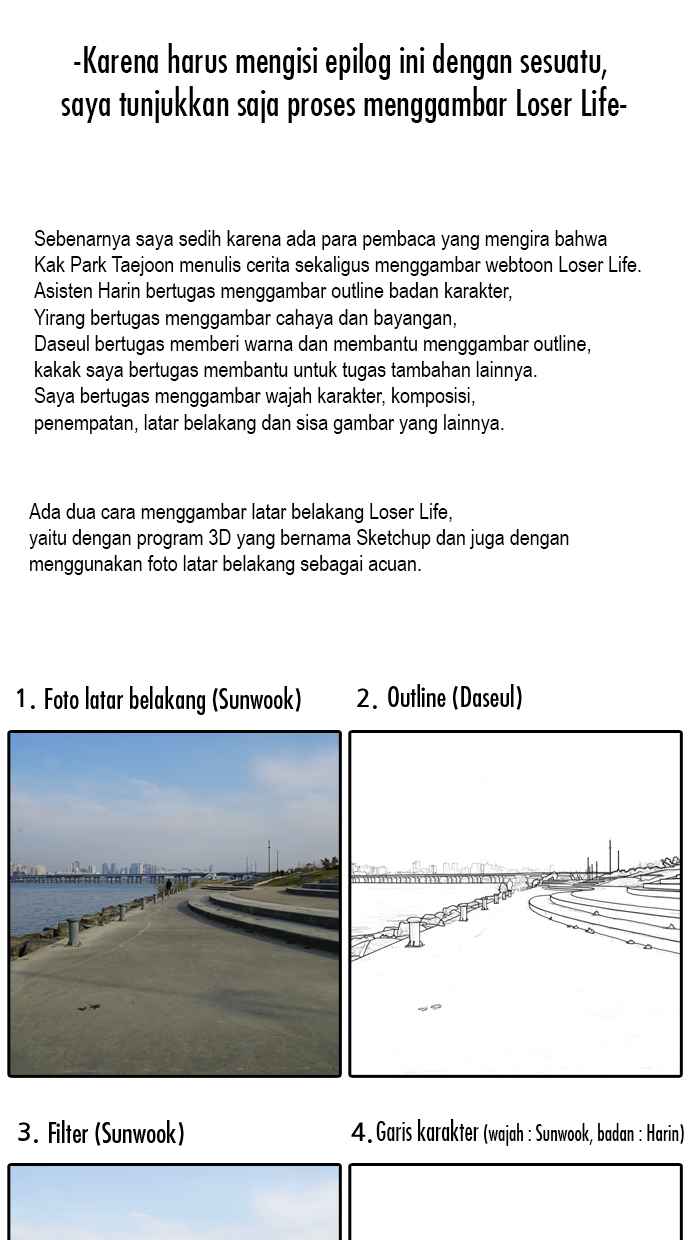 -Karena harus mengisi epilog ini dengan sesuatu,
saya tunjukkan saja proses menggambar Loser Life-
Sebenarnya saya sedih karena ada para pembaca yang mengira bahwa
Kak Park Taejoon menulis cerita sekaligus menggambar webtoon Loser Life.
Asisten Harin bertugas menggambar outline badan karakter,
Yirang bertugas menggambar cahaya dan bayangan,
Daseul bertugas memberi warna dan membantu menggambar outline,
kakak saya bertugas membantu untuk tugas tambahan lainnya.
Saya bertugas menggambar wajah karakter, komposisi,
penempatan, latar belakang dan sisa gambar yang lainnya.
Ada dua cara menggambar latar belakang Loser Life,
yaitu dengan program 3D yang bernama Sketchup dan juga dengan
menggunakan foto latar belakang sebagai acuan.
1. Foto latar belakang (Sunwook)
2. Outline (Daseul)
3. Filter (Sunwook)
4. Garis karakter (wajah : Sunwook, badan : Harin)